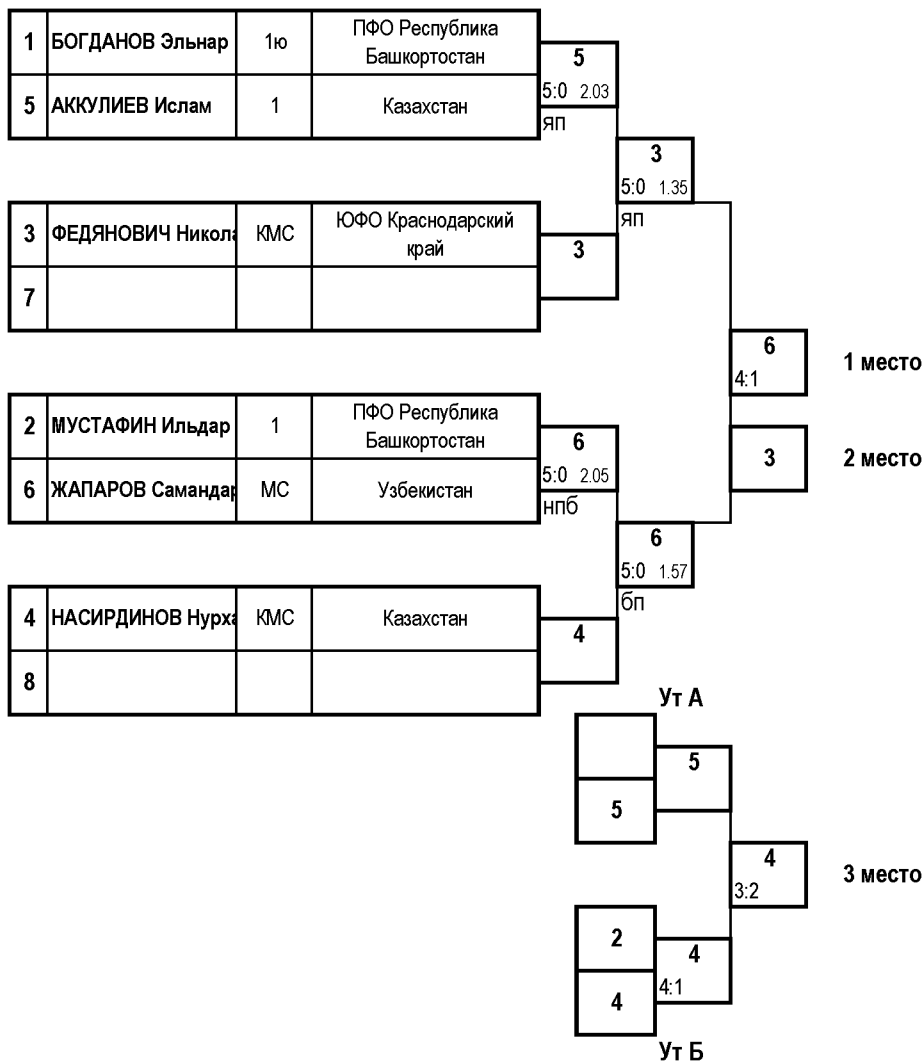 1 БОГДАНОВ Эльнар 1ю ПФО Республика Башкортостан
5 АККУЛИЕВ Ислам 1 Казахстан
5
5:0 2.03
яп
3
5:0 1.35
яп
3 ФЕДЯНОВИЧ Никола КМС ЮФО Краснодарский край
7
3
6
4:1
1 место
3
2 место
2 МУСТАФИН Ильдар 1 ПФО Республика Башкортостан
6 ЖАПАРОВ Самандар МС Узбекистан
6
5:0 2.05
нпб
6
5:0 1.57
бп
4 НАСИРДИНОВ Нурха КМС Казахстан
8
4
Ут А
5
5
4
3:2
3 место
2
4
4
4:1
Ут Б